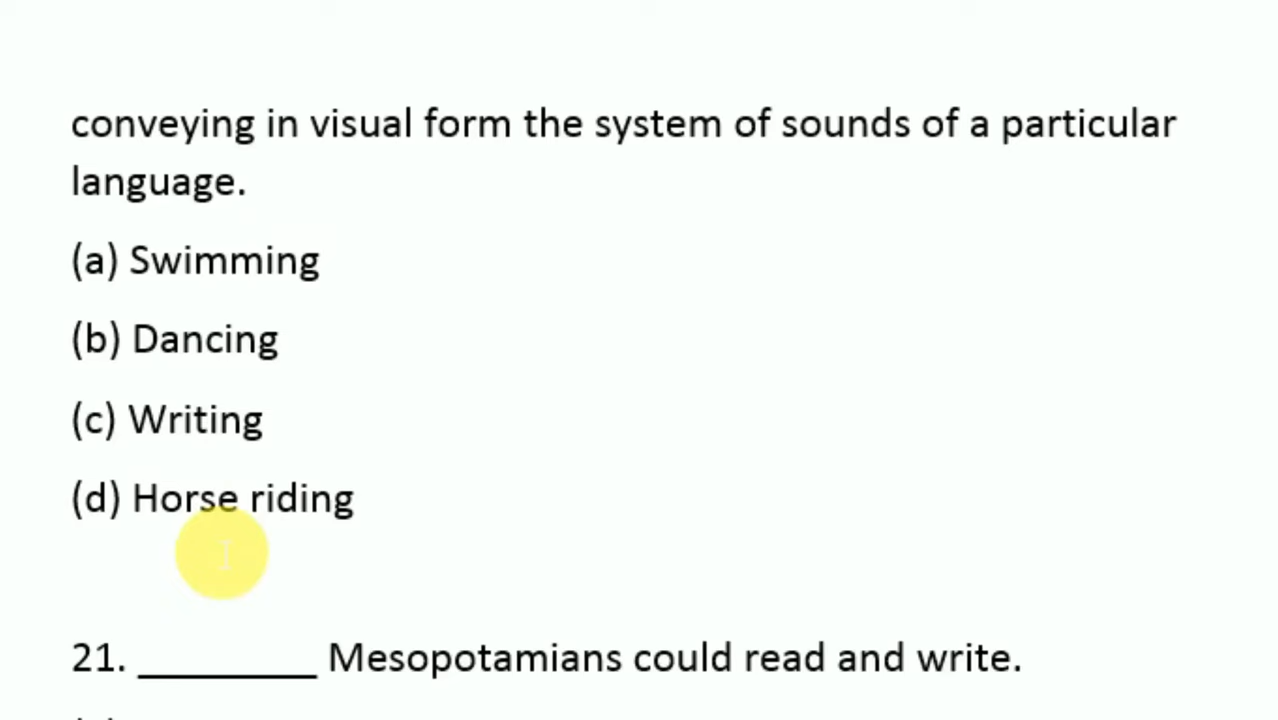 conveying in visual form the system of sounds of a particular
language.
(a) Swimming
(b) Dancing
(c) Writing
(d) Horse riding
21. ________ Mesopotamians could read and write.